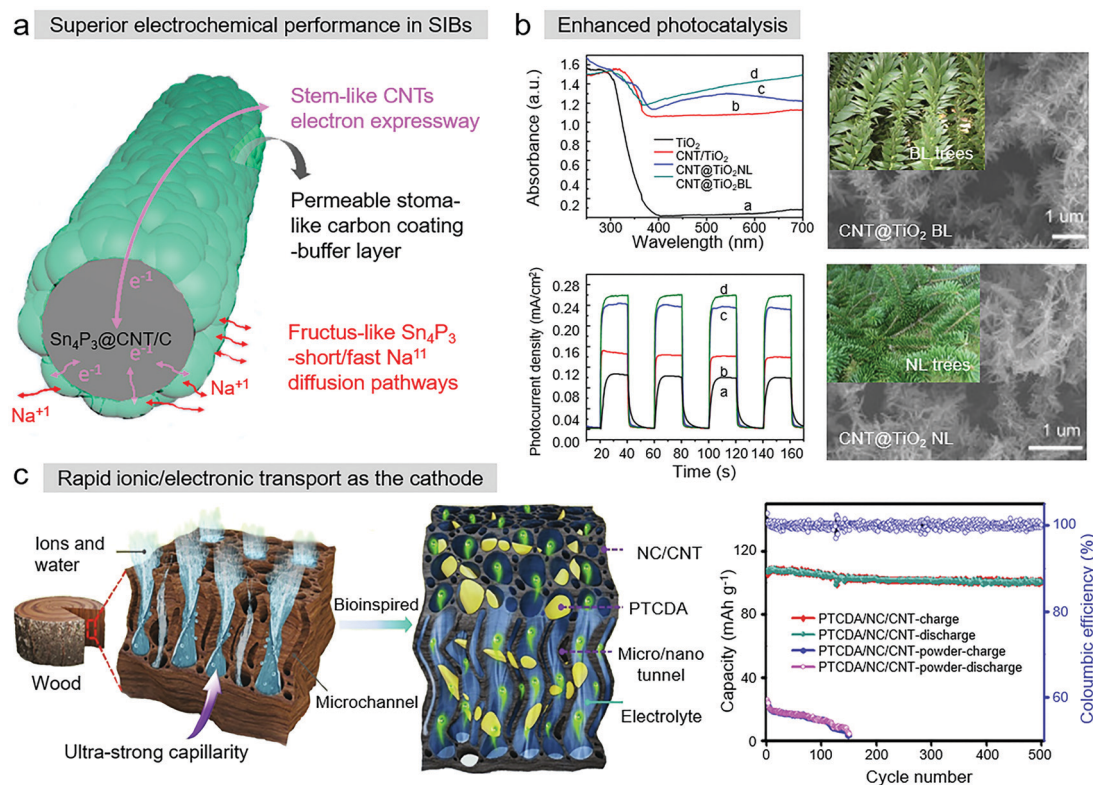 a
Superior electrochemical performance in SIBs
Stem-like CNTs
electron expressway
Permeable stoma-
like carbon coating
-buffer layer
e⁻¹
Sn₄P₃@CNT/C
e⁻¹
e⁻¹
Fructus-like Sn₄P₃
-short/fast Na¹¹
diffusion pathways
Na⁺¹
Na⁺¹
b
Enhanced photocatalysis
Absorbance (a.u.)
1.6
1.4
1.2
1.0
0.8
0.6
0.4
0.2
d
c
b
a
TiO₂
CNT/TiO₂
CNT@TiO₂NL
CNT@TiO₂BL
300 400 500 600 700
Wavelength (nm)
BL trees
CNT@TiO₂ BL
1 um
Photocurrent density (mA/cm²)
0.28
0.24
0.20
0.16
0.12
0.08
0.04
0.00
d
c
b
a
20 40 60 80 100 120 140 160
Time (s)
NL trees
CNT@TiO₂ NL
1 um
c
Rapid ionic/electronic transport as the cathode
Ions and
water
Wood
Microchannel
Ultra-strong capillarity
Bioinspired
NC/CNT
PTCDA
Micro/nano
tunnel
Electrolyte
Capacity (mAh g⁻¹)
120
80
40
0
PTCDA/NC/CNT-charge
PTCDA/NC/CNT-discharge
PTCDA/NC/CNT-powder-charge
PTCDA/NC/CNT-powder-discharge
0 100 200 300 400 500
Cycle number
100
80
60
Coloumbic efficiency (%)